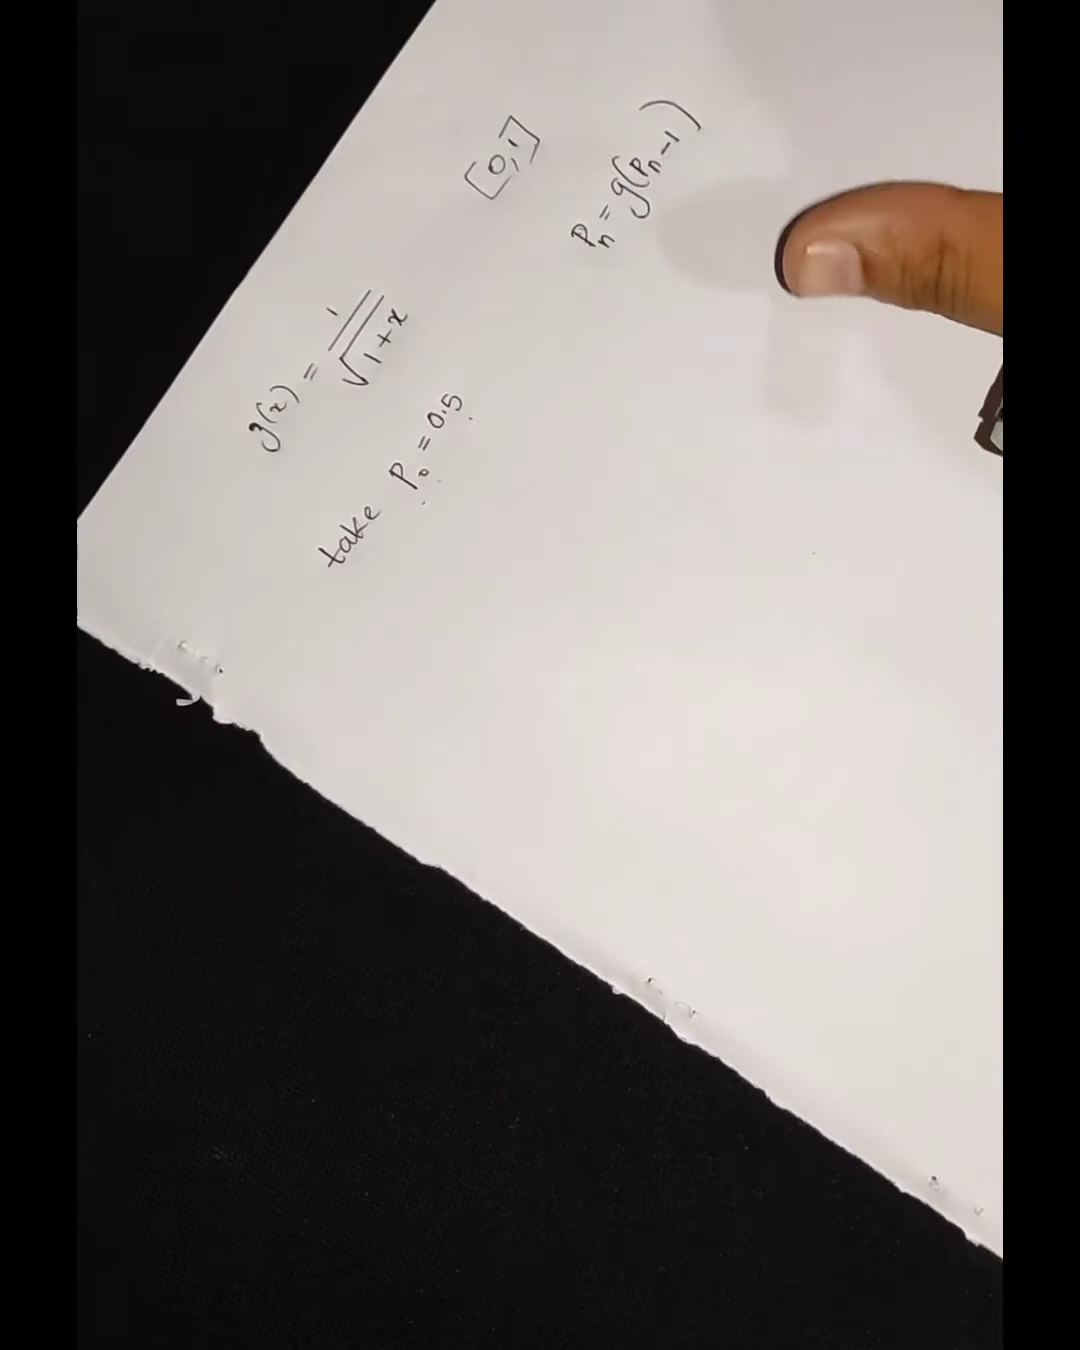 g(x) = 1/√(1+x) [0,1]
take P₀ = 0.5 Pₙ = g(Pₙ₋₁)